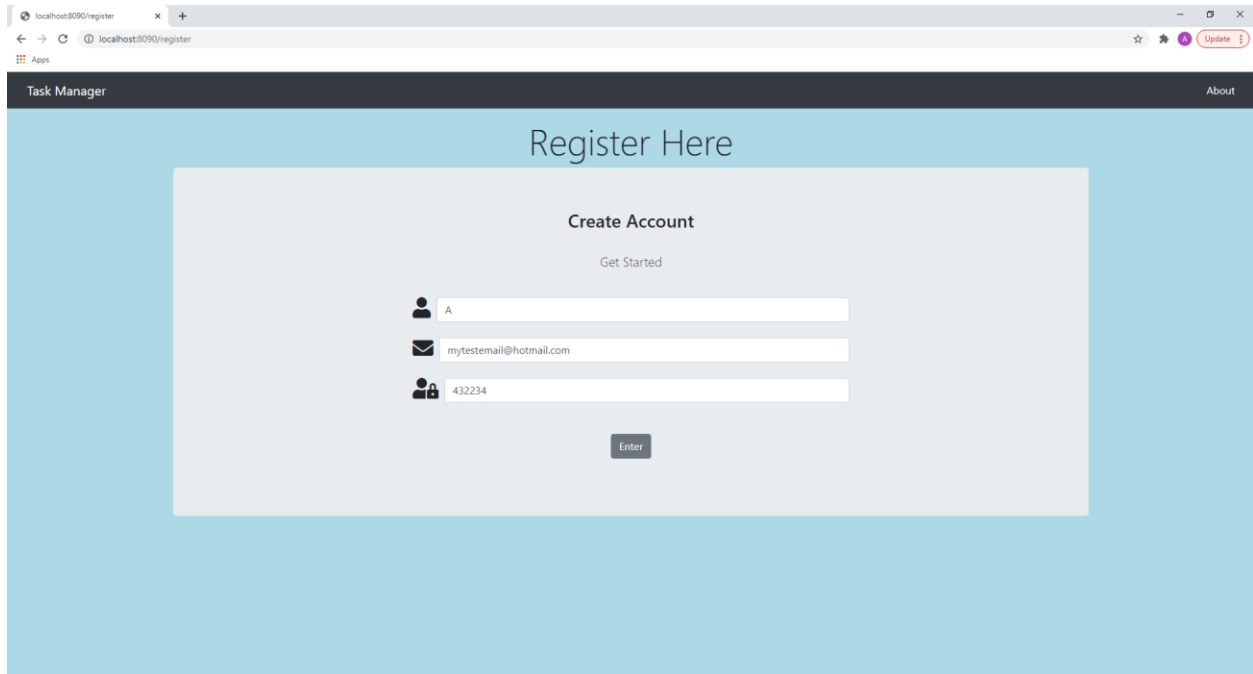 localhost:8090/register
localhost:8090/register
A Update
Apps
Task Manager About
Register Here
Create Account
Get Started
A
mytestemail@hotmail.com
432234
Enter